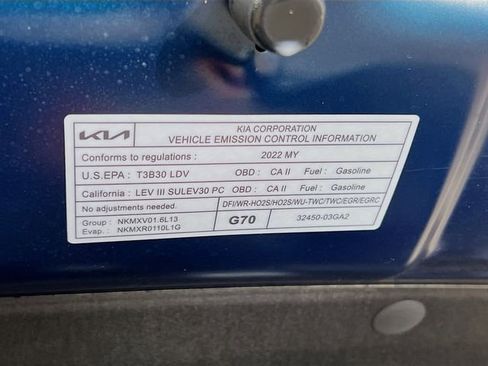 KIA
KIA CORPORATION
VEHICLE EMISSION CONTROL INFORMATION
Conforms to regulations : 2022 MY
U.S.EPA : T3B30 LDV OBD : CA II Fuel : Gasoline
California : LEV III SULEV30 PC OBD : CA II Fuel : Gasoline
No adjustments needed. DFI/WR-HO2S/HO2S/WU-TWC/TWC/EGR/EGRC
Group : NKMXV01.6L13
Evap. : NKMXR0110L1G
G70
32450-03GA2